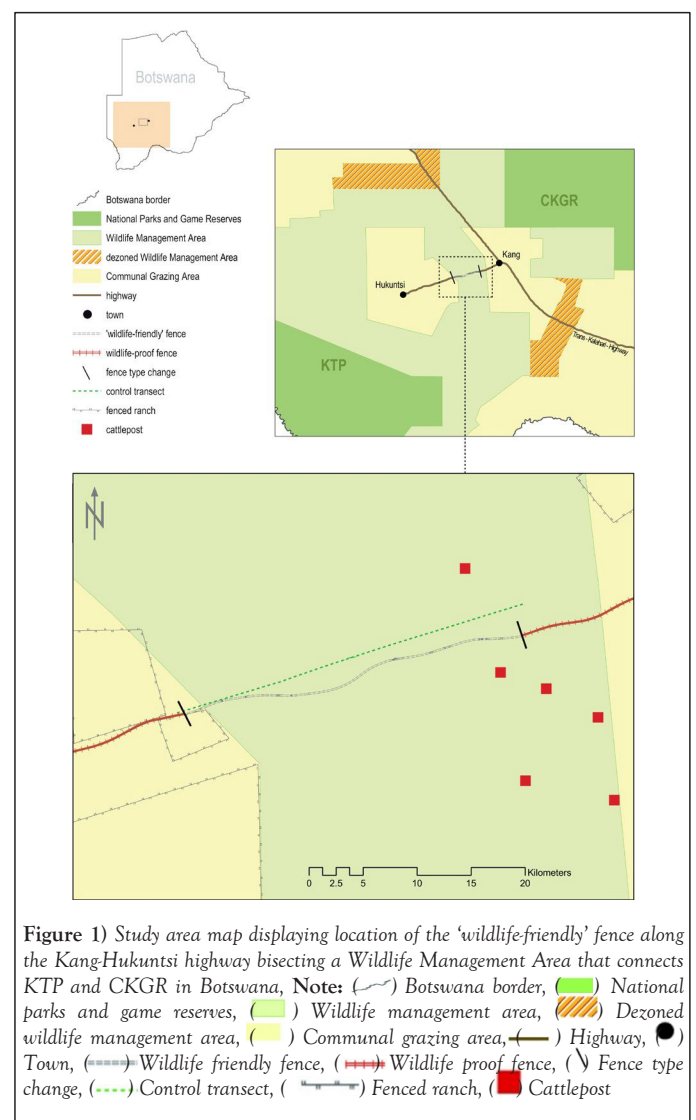 Botswana
Botswana border
National Parks and Game Reserves
Wildlife Management Area
dezoned Wildlife Management Area
Communal Grazing Area
highway
town
'wildlife-friendly' fence
wildlife-proof fence
fence type change
control transect
fenced ranch
cattlepost
CKGR
Kang
Hukuntsi
Trans-Kalahari-Highway
KTP
N
Kilometers
0 2.5 5 10 15 20
Figure 1) Study area map displaying location of the ‘wildlife-friendly’ fence along
the Kang-Hukuntsi highway bisecting a Wildlife Management Area that connects
KTP and CKGR in Botswana, Note: ( ) Botswana border, ( ) National
parks and game reserves, ( ) Wildlife management area, ( ) Dezoned
wildlife management area, ( ) Communal grazing area, ( ) Highway, ( )
Town, ( ) Wildlife friendly fence, ( ) Wildlife proof fence, ( ) Fence type
change, ( ) Control transect, ( ) Fenced ranch, ( ) Cattlepost